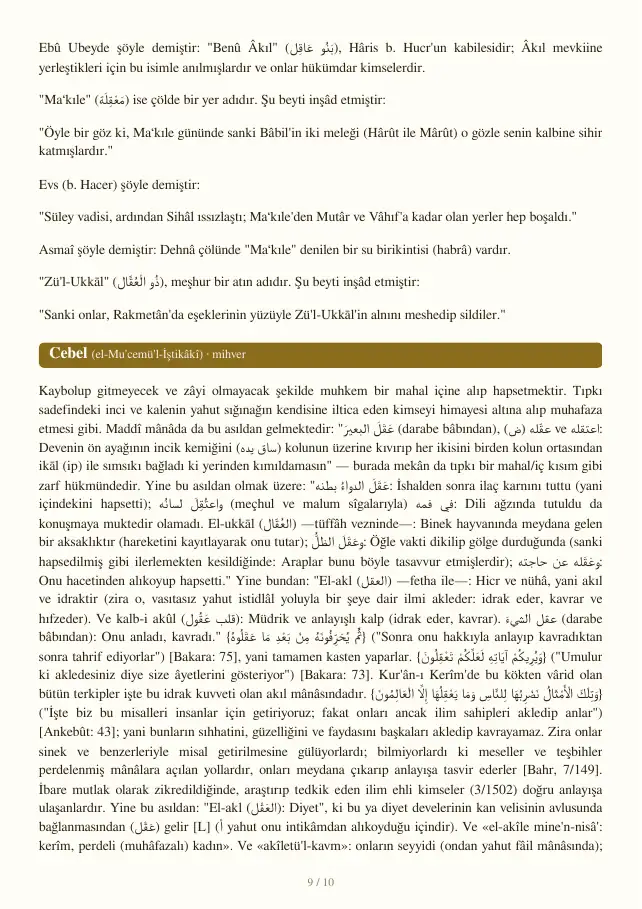 Ebû Ubeyde şöyle demiştir: "Benû Âkıl" (بَنُو عَاقِل), Hâris b. Hucr'un kabilesidir; Âkıl mevkiine
yerleştikleri için bu isimle anılmışlardır ve onlar hükümdar kimselerdir.
"Ma‘kıle" (مَعْقِلَة) ise çölde bir yer adıdır. Şu beyti inşâd etmiştir:
"Öyle bir göz ki, Ma‘kıle gününde sanki Bâbil'in iki meleği (Hârût ile Mârût) o gözle senin kalbine sihir
katmışlardır."
Evs (b. Hacer) şöyle demiştir:
"Süley vadisi, ardından Sihâl ıssızlaştı; Ma‘kıle'den Mutâr ve Vâhıf'a kadar olan yerler hep boşaldı."
Asmaî şöyle demiştir: Dehnâ çölünde "Ma‘kıle" denilen bir su birikintisi (habrâ) vardır.
"Zü'l-Ukkāl" (ذُو الْعُقَّال), meşhur bir atın adıdır. Şu beyti inşâd etmiştir:
"Sanki onlar, Rakmetân'da eşeklerinin yüzüyle Zü'l-Ukkāl'in alnını meshedip sildiler."
Cebel (el-Mu'cemü'l-İştikâkî) · mihver
Kaybolup gitmeyecek ve zâyi olmayacak şekilde muhkem bir mahal içine alıp hapsetmektir. Tıpkı
sadefindeki inci ve kalenin yahut sığınağın kendisine iltica eden kimseyi himayesi altına alıp muhafaza
etmesi gibi. Maddî mânâda da bu asıldan gelmektedir: "عَقَلَ البعيرَ (darabe bâbından), (ض) عقّله ve اعتقله:
Devenin ön ayağının incik kemiğini (ساق يده) kolunun üzerine kıvırıp her ikisini birden kolun ortasından
ikāl (ip) ile sımsıkı bağladı ki yerinden kımıldamasın" — burada mekân da tıpkı bir mahal/iç kısım gibi
zarf hükmündedir. Yine bu asıldan olmak üzere: "عَقَلَ الدواءُ بطنه: İshalden sonra ilaç karnını tuttu (yani
içindekini hapsetti); واعتُقِلَ لسانُه (meçhul ve malum sîgalarıyla) في فمه: Dili ağzında tutuldu da
konuşmaya muktedir olamadı. El-ukkāl (العُقّال) —tüffâh vezninde—: Binek hayvanında meydana gelen
bir aksaklıktır (hareketini kayıtlayarak onu tutar); وعَقَلَ الظلُّ: Öğle vakti dikilip gölge durduğunda (sanki
hapsedilmiş gibi ilerlemekten kesildiğinde: Araplar bunu böyle tasavvur etmişlerdir); وعَقَله عن حاجته:
Onu hacetinden alıkoyup hapsetti." Yine bundan: "El-akl (العقل) —fetha ile—: Hicr ve nühâ, yani akıl
ve idraktir (zira o, vasıtasız yahut istidlâl yoluyla bir şeye dair ilmi akleder: idrak eder, kavrar ve
hıfzeder). Ve kalb-i akûl (قلب عَقُول): Müdrik ve anlayışlı kalp (idrak eder, kavrar). عقل الشيءَ (darabe
bâbından): Onu anladı, kavradı." {ثُمَّ يُحَرِّفُونَهُ مِنْ بَعْدِ مَا عَقَلُوهُ} ("Sonra onu hakkıyla anlayıp kavradıktan
sonra tahrif ediyorlar") [Bakara: 75], yani tamamen kasten yaparlar. {وَيُرِيكُمْ آيَاتِهِ لَعَلَّكُمْ تَعْقِلُونَ} ("Umulur
ki akledesiniz diye size âyetlerini gösteriyor") [Bakara: 73]. Kur'ân-ı Kerîm'de bu kökten vârid olan
bütün terkipler işte bu idrak kuvveti olan akıl mânâsındadır. {وَتِلْكَ الْأَمْثَالُ نَضْرِبُهَا لِلنَّاسِ وَمَا يَعْقِلُهَا إِلَّا الْعَالِمُونَ}
("İşte biz bu misalleri insanlar için getiriyoruz; fakat onları ancak ilim sahipleri akledip anlar")
[Ankebût: 43]; yani bunların sıhhatini, güzelliğini ve faydasını başkaları akledip kavrayamaz. Zira onlar
sinek ve benzerleriyle misal getirilmesine gülüyorlardı; bilmiyorlardı ki meseller ve teşbihler
perdelenmiş mânâlara açılan yollardır, onları meydana çıkarıp anlayışa tasvir ederler [Bahr, 7/149].
İbare mutlak olarak zikredildiğinde, araştırıp tedkik eden ilim ehli kimseler (3/1502) doğru anlayışa
ulaşanlardır. Yine bu asıldan: "El-akl (العَقْل): Diyet", ki bu ya diyet develerinin kan velisinin avlusunda
bağlanmasından (عَقْل) gelir [L] (أ yahut onu intikâmdan alıkoyduğu içindir). Ve «el-akîle mine'n-nisâ':
kerîm, perdeli (muhâfazalı) kadın». Ve «akîletü'l-kavm»: onların seyyidi (ondan yahut fâil mânâsında);
9 / 10